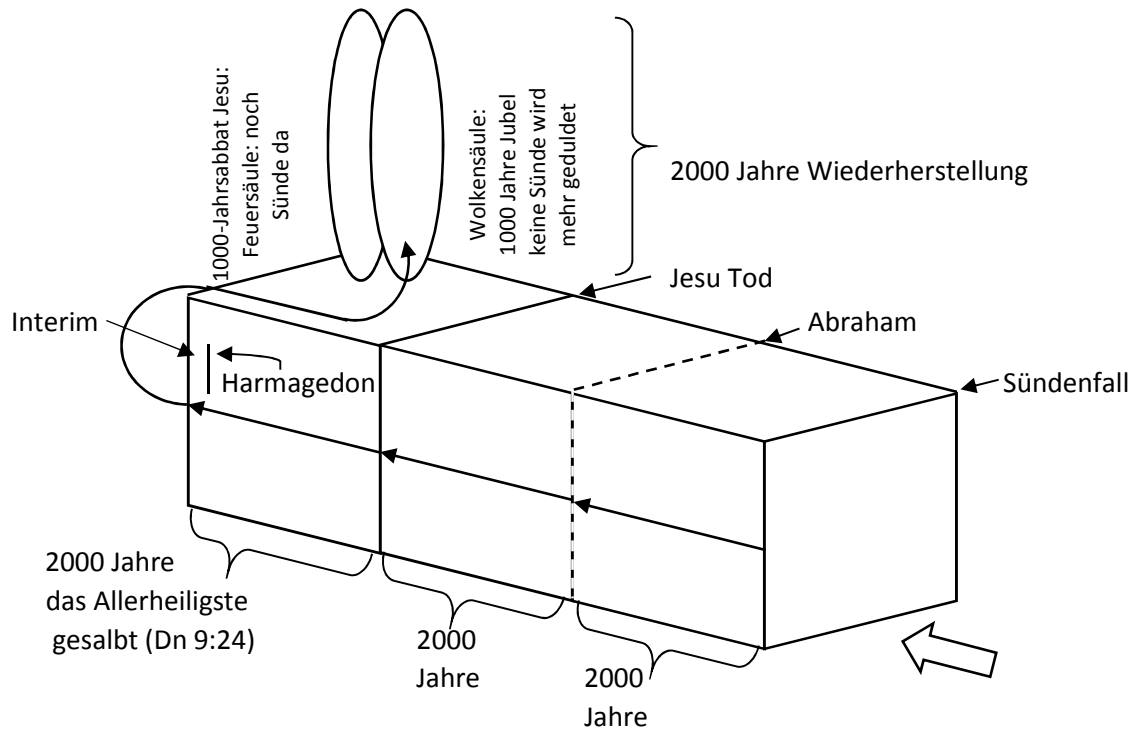 1000-Jahrsabbat Jesu:
Feuersäule: noch
Sünde da
Wolkensäule:
1000 Jahre Jubel
keine Sünde wird
mehr geduldet
2000 Jahre Wiederherstellung
Jesu Tod
Interim
Abraham
Harmagedon
Sündenfall
2000 Jahre
das Allerheiligste
gesalbt (Dn 9:24)
2000
Jahre
2000
Jahre